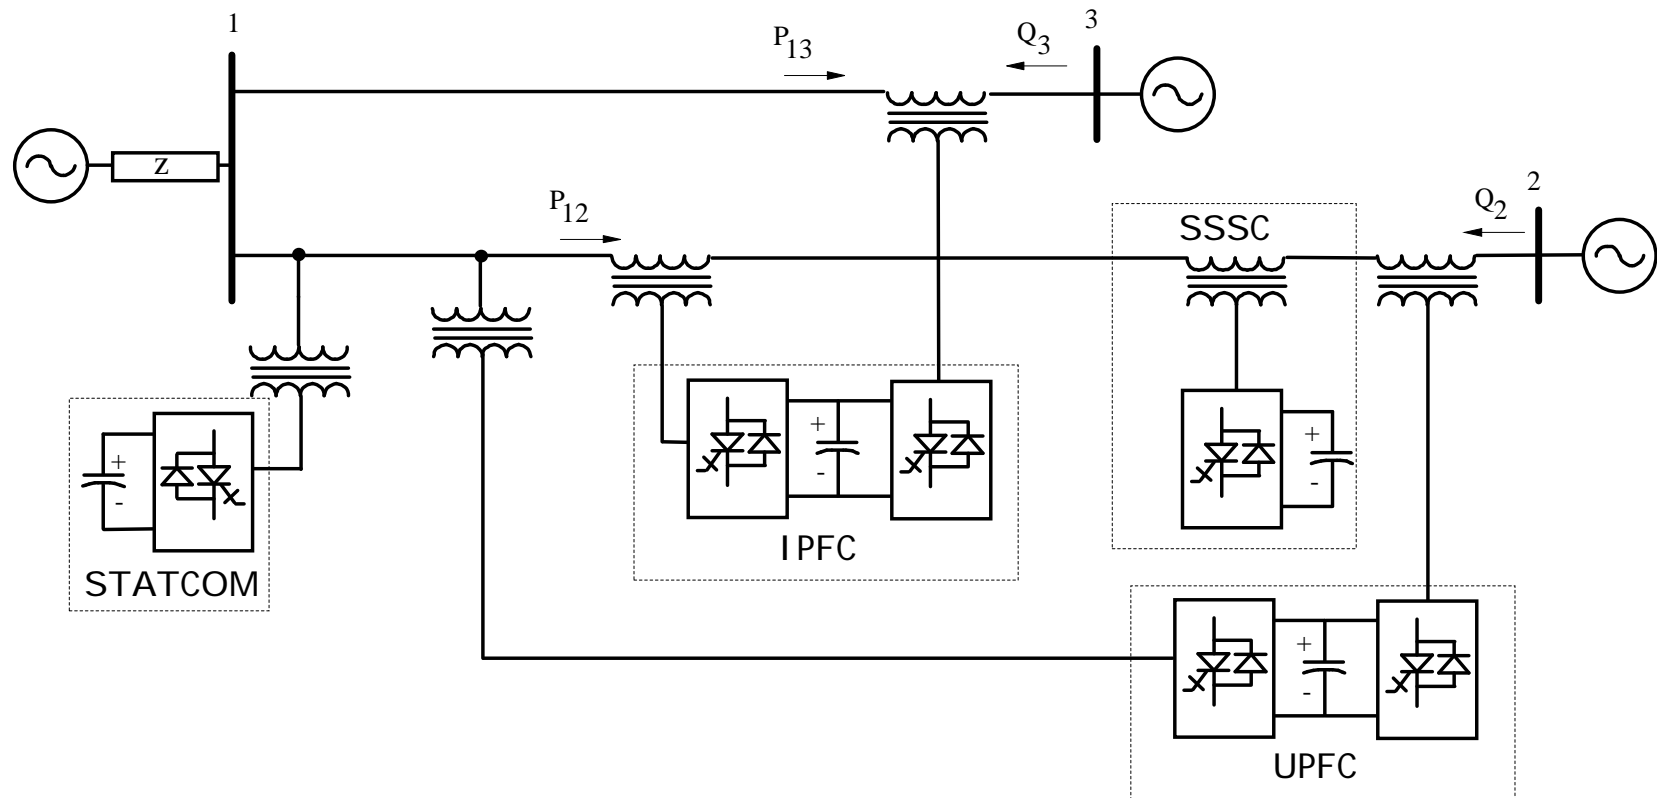 1
P13
Q3
3
z
P12
SSSC
Q2
2
+
-
STATCOM
+
-
IPFC
+
-
+
-
UPFC